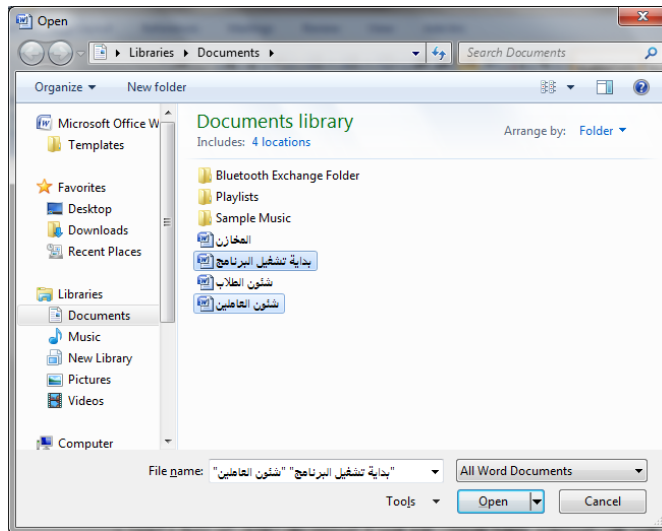 Open
Libraries Documents
Search Documents
Organize New folder
Microsoft Office W
Templates
Favorites
Desktop
Downloads
Recent Places
Libraries
Documents
Music
New Library
Pictures
Videos
Computer
Documents library
Includes: 4 locations
Arrange by: Folder
Bluetooth Exchange Folder
Playlists
Sample Music
المخازن
بداية تشغيل البرنامج
شئون الطلاب
شئون العاملين
File name: "بداية تشغيل البرنامج" "شئون العاملين"
All Word Documents
Tools Open Cancel